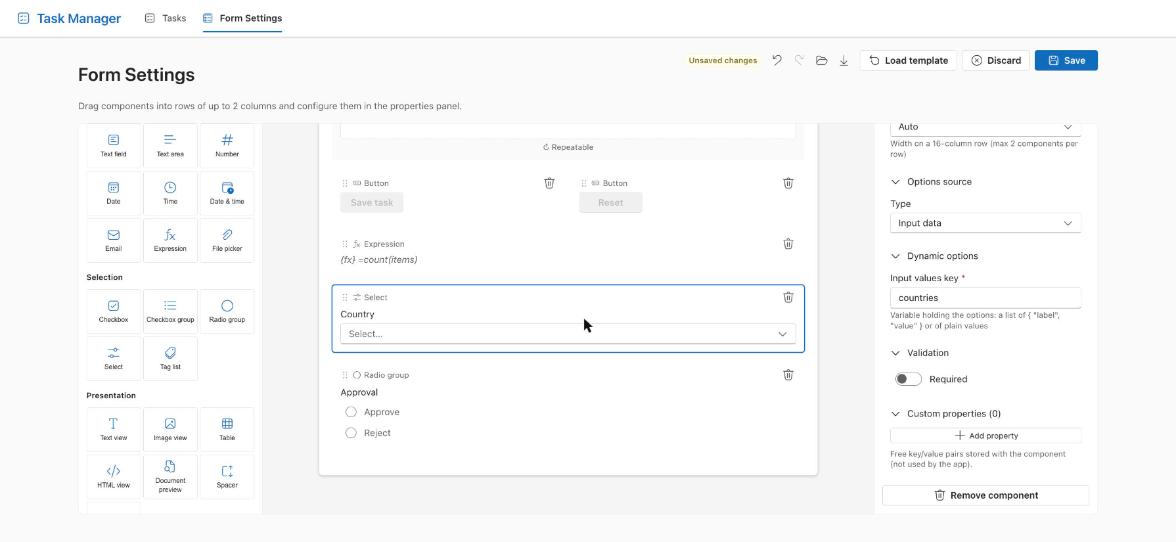 Task Manager
Tasks
Form Settings
Unsaved changes
Load template
Discard
Save
Form Settings
Drag components into rows of up to 2 columns and configure them in the properties panel.
Text field
Text area
Number
Date
Time
Date & time
Email
Expression
File picker
Selection
Checkbox
Checkbox group
Radio group
Select
Tag list
Presentation
Text view
Image view
Table
HTML view
Document
preview
Spacer
Repeatable
Button
Save task
Button
Reset
fx Expression
{fx} =count(items)
Select
Country
Select...
Radio group
Approval
Approve
Reject
Auto
Width on a 16-column row (max 2 components per
row)
Options source
Type
Input data
Dynamic options
Input values key *
countries
Variable holding the options: a list of { "label",
"value" } or of plain values
Validation
Required
Custom properties (0)
Add property
Free key/value pairs stored with the component
(not used by the app).
Remove component